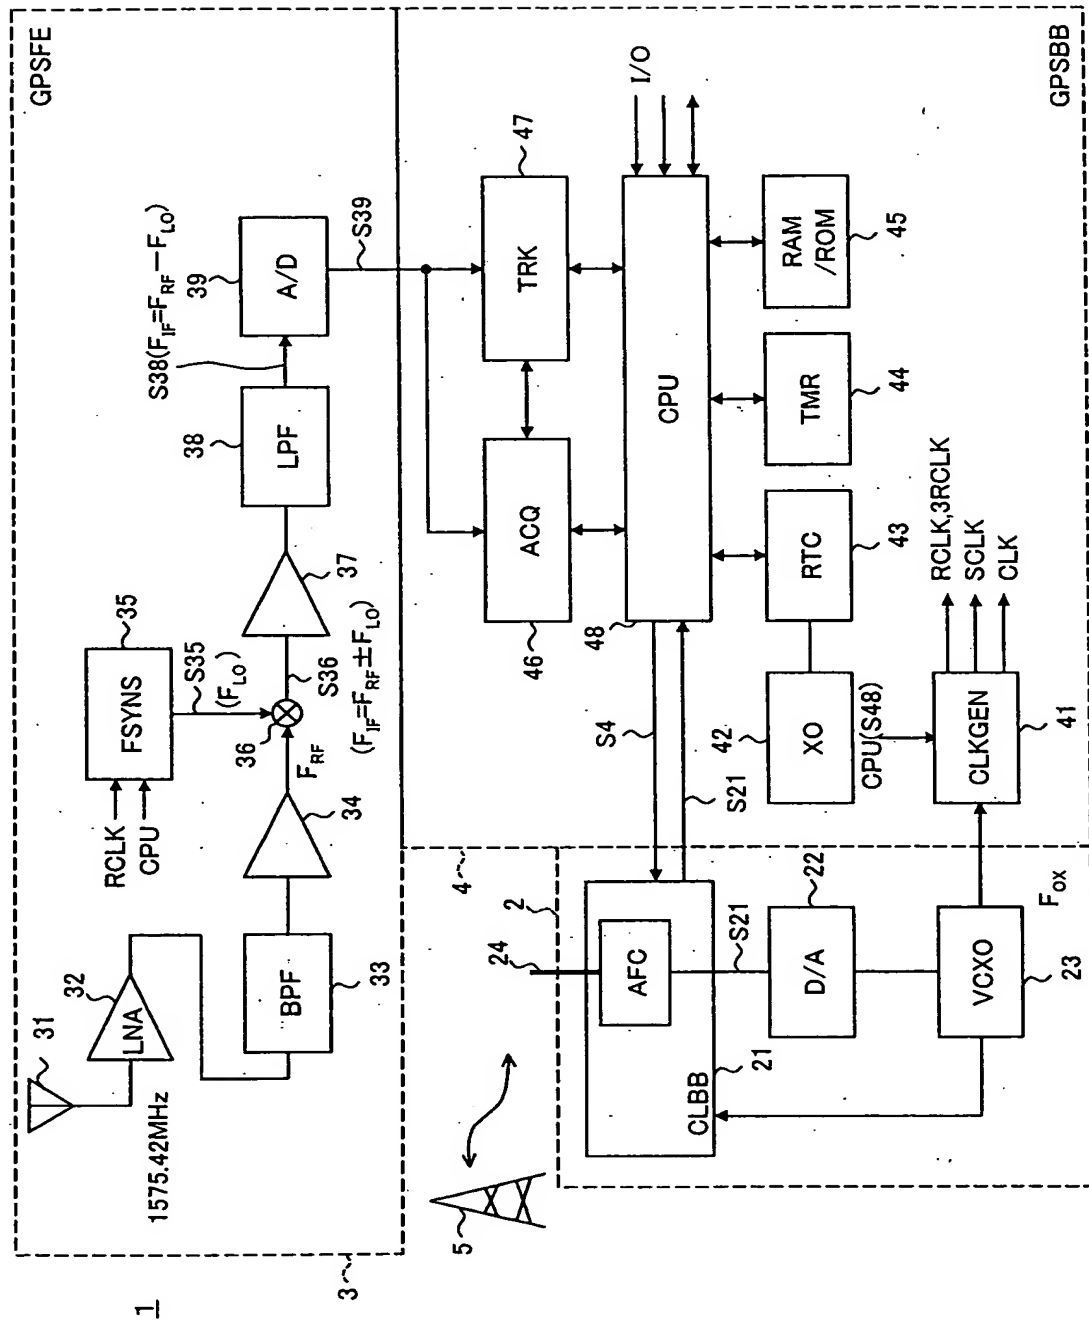 1
3
GPSFE
31
32
LNA
1575.42MHz
BPF
33
34
F_RF
RCLK
CPU
FSYNS
35
S35
(F_LO)
36
S36
(F_IF=F_RF±F_LO)
37
LPF
38
S38(F_IF=F_RF−F_LO)
A/D
39
S39
GPSBB
4
ACQ
46
TRK
47
CPU
48
I/O
S4
S21
XO
42
RTC
43
TMR
44
RAM
/ROM
45
CPU(S48)
CLKGEN
41
RCLK,3RCLK
SCLK
CLK
5
2
24
AFC
CLBB
21
S21
D/A
22
VCXO
23
F_OX